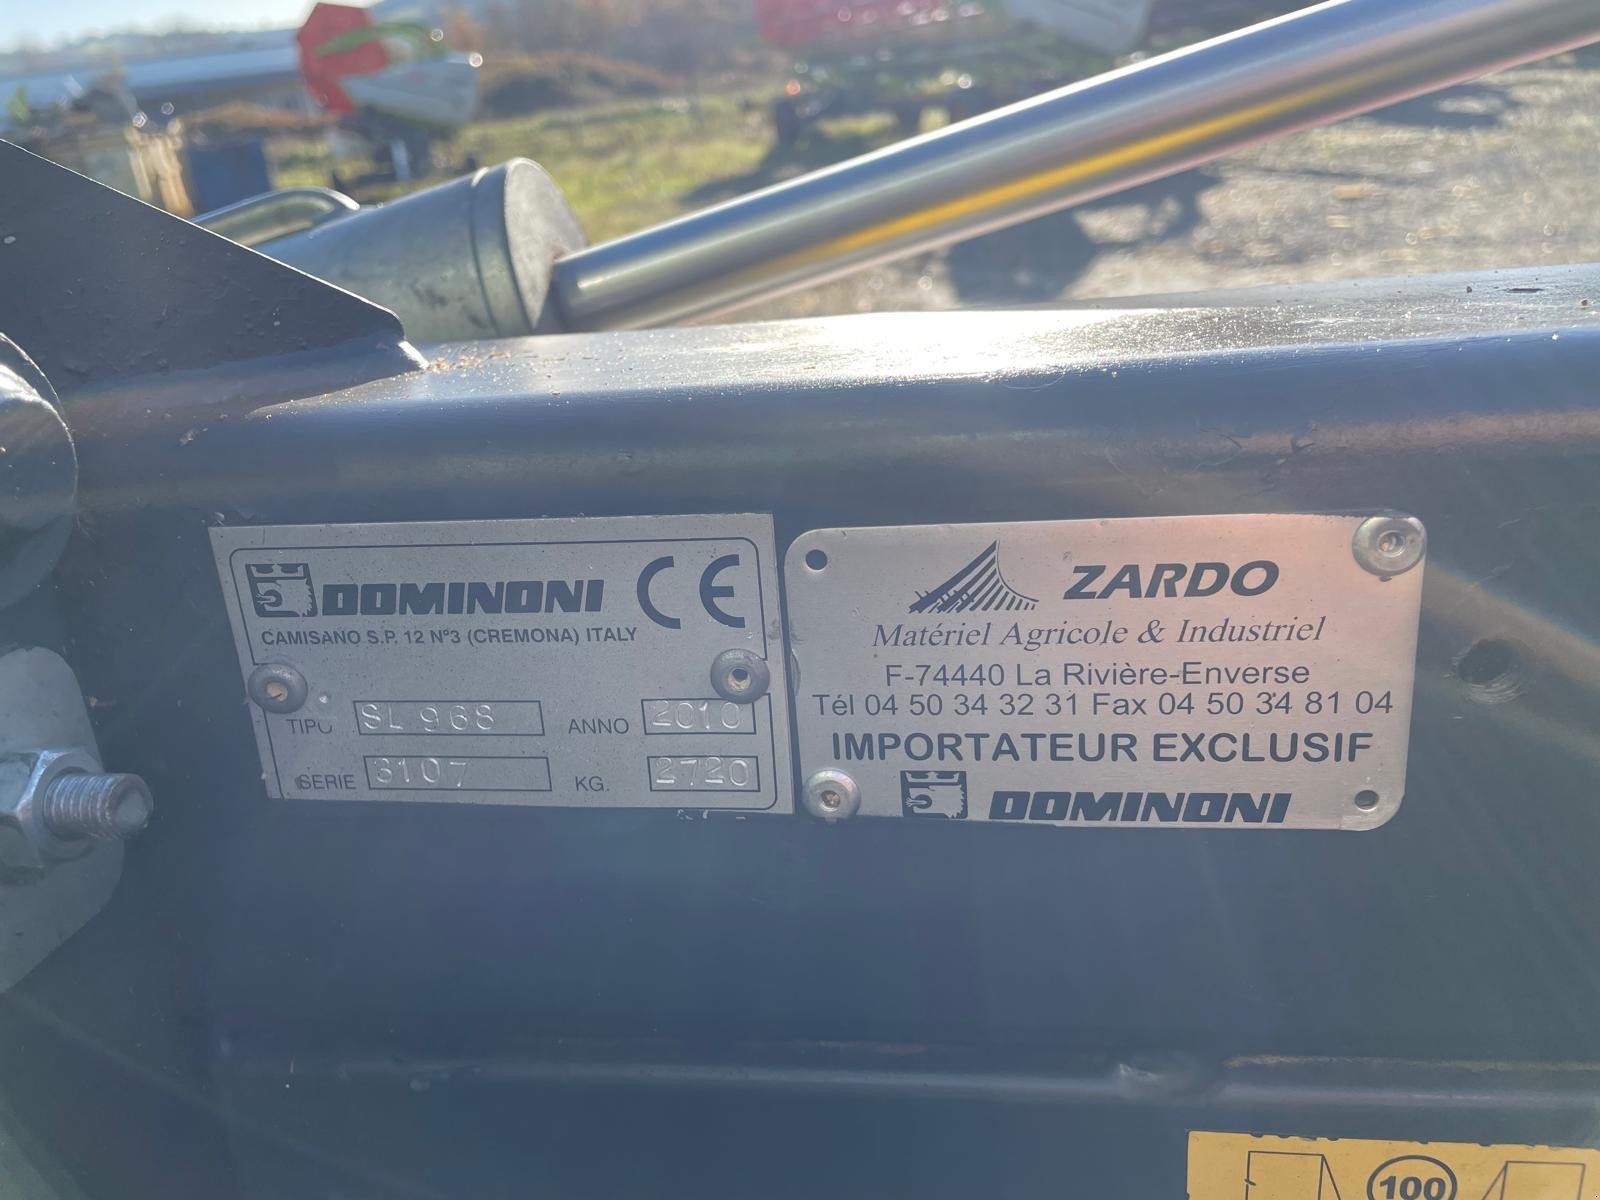 DOMINONI CE
CAMISANO S.P. 12 N°3 (CREMONA) ITALY
TIPO SL 968 ANNO 2010
SERIE 3107 KG. 2720
ZARDO
Matériel Agricole & Industriel
F-74440 La Rivière-Enverse
Tél 04 50 34 32 31 Fax 04 50 34 81 04
IMPORTATEUR EXCLUSIF
DOMINONI
100